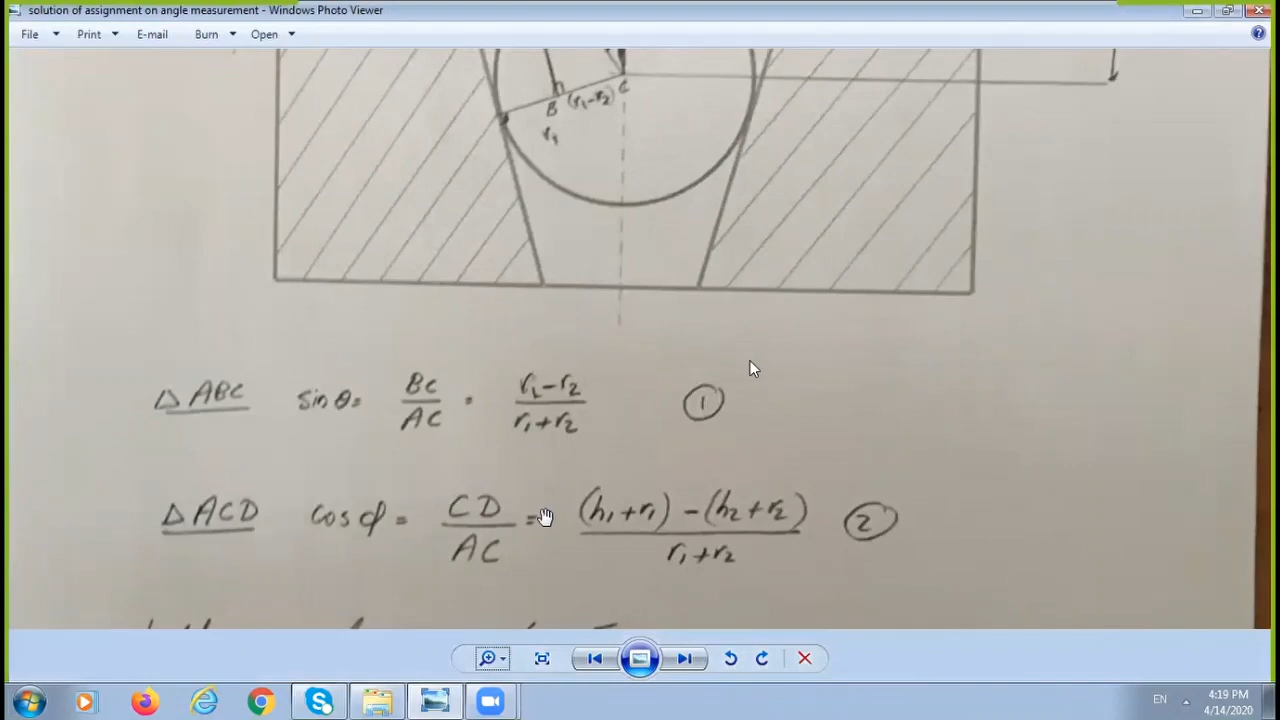 solution of assignment on angle measurement - Windows Photo Viewer
File Print E-mail Burn Open
C
B (r₁-r₂)
r₁
△ ABC sin θ = BC/AC = (r₁-r₂)/(r₁+r₂) ①
△ ACD cos φ = CD/AC = ((h₁+r₁) - (h₂+r₂))/(r₁+r₂) ②
EN 4:19 PM
4/14/2020